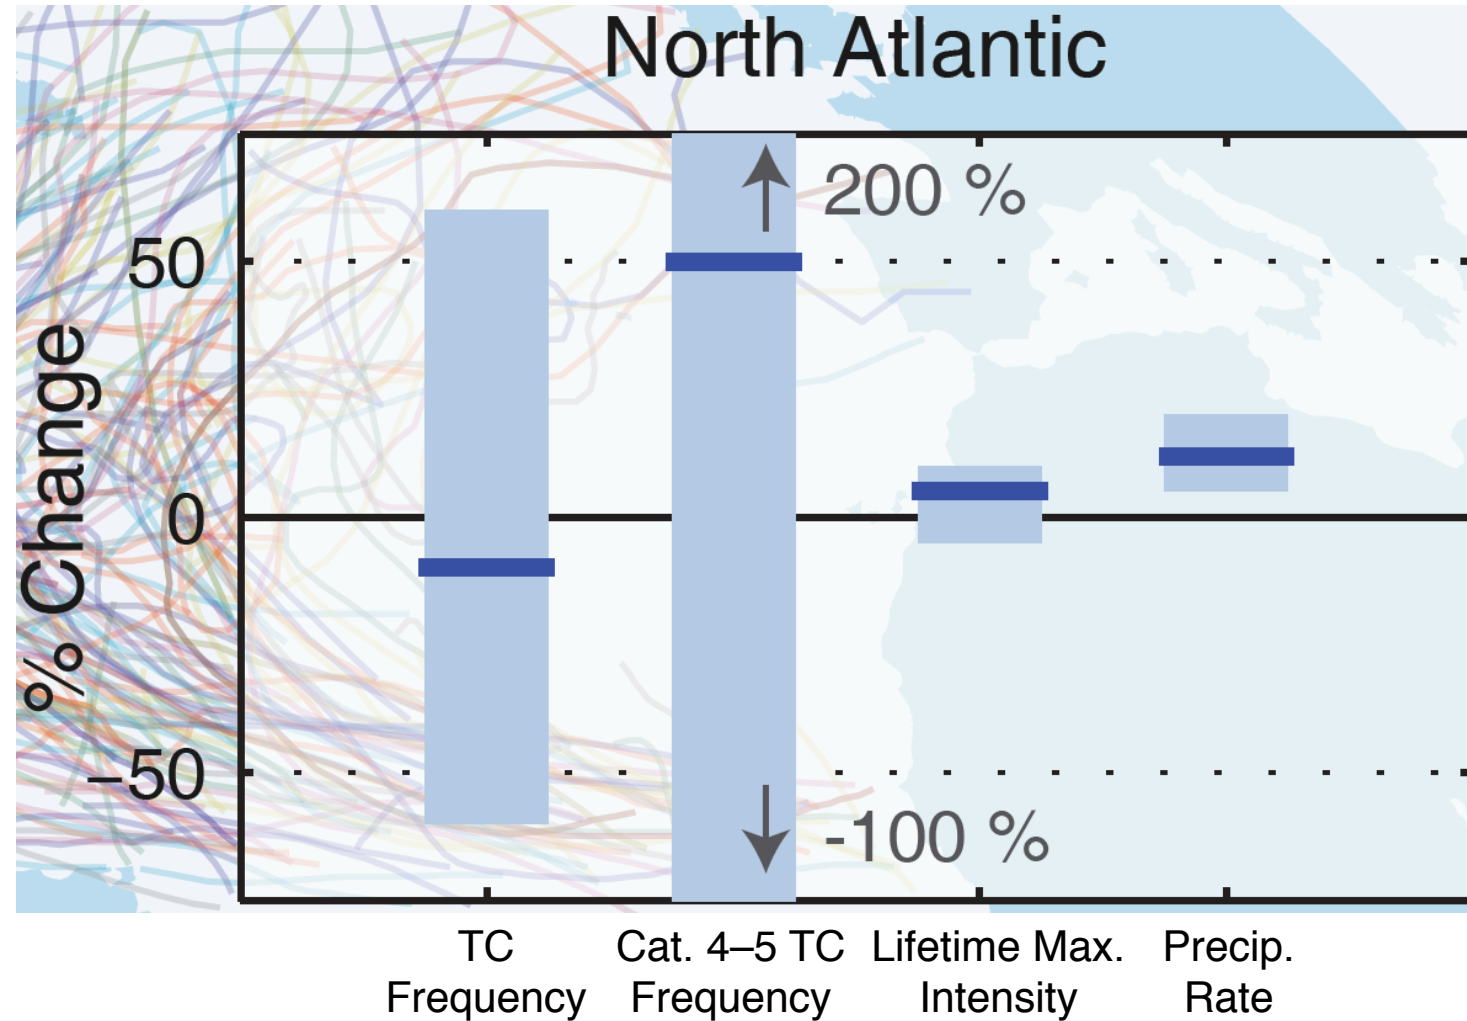 North Atlantic
200 %
50
% Change
0
–50
-100 %
TC
Frequency
Cat. 4–5 TC
Frequency
Lifetime Max.
Intensity
Precip.
Rate